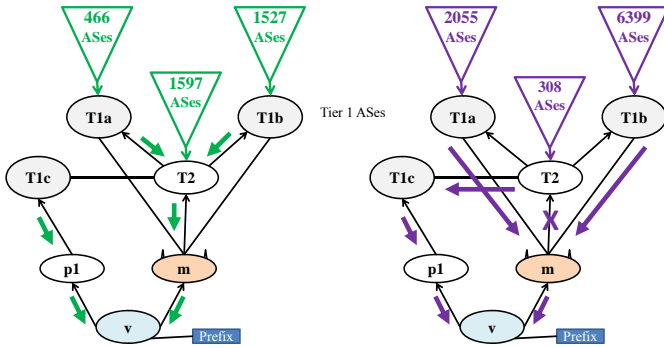 466
ASes
1527
ASes
1597
ASes
T1a
T1b
T1c
T2
p1
m
v
Prefix
Tier 1 ASes
2055
ASes
6399
ASes
308
ASes
T1a
T1b
T1c
T2
X
p1
m
v
Prefix